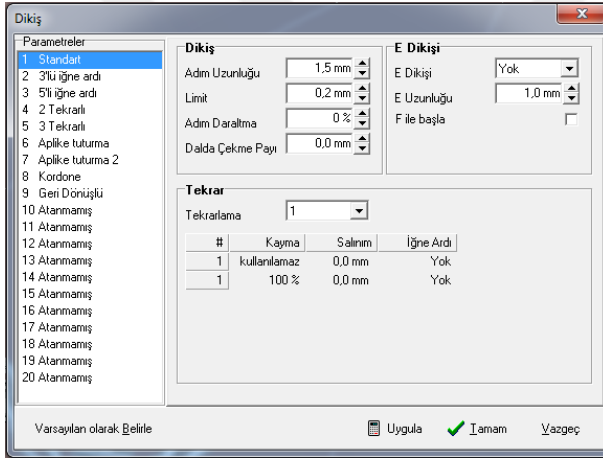 Dikiş
Parametreler
1 Standart
2 3'lü iğne ardı
3 5'li iğne ardı
4 2 Tekrarlı
5 3 Tekrarlı
6 Aplike tuturma
7 Aplike tuturma 2
8 Kordone
9 Geri Dönüşlü
10 Atanmamış
11 Atanmamış
12 Atanmamış
13 Atanmamış
14 Atanmamış
15 Atanmamış
16 Atanmamış
17 Atanmamış
18 Atanmamış
19 Atanmamış
20 Atanmamış
Dikiş
Adım Uzunluğu 1,5 mm
Limit 0,2 mm
Adım Daraltma 0 %
Dalda Çekme Payı 0,0 mm
E Dikişi
E Dikişi Yok
E Uzunluğu 1,0 mm
F ile başla
Tekrar
Tekrarlama 1
# Kayma Salınım İğne Ardı
1 kullanılamaz 0,0 mm Yok
1 100 % 0,0 mm Yok
Varsayılan olarak Belirle Uygula Tamam Vazgeç